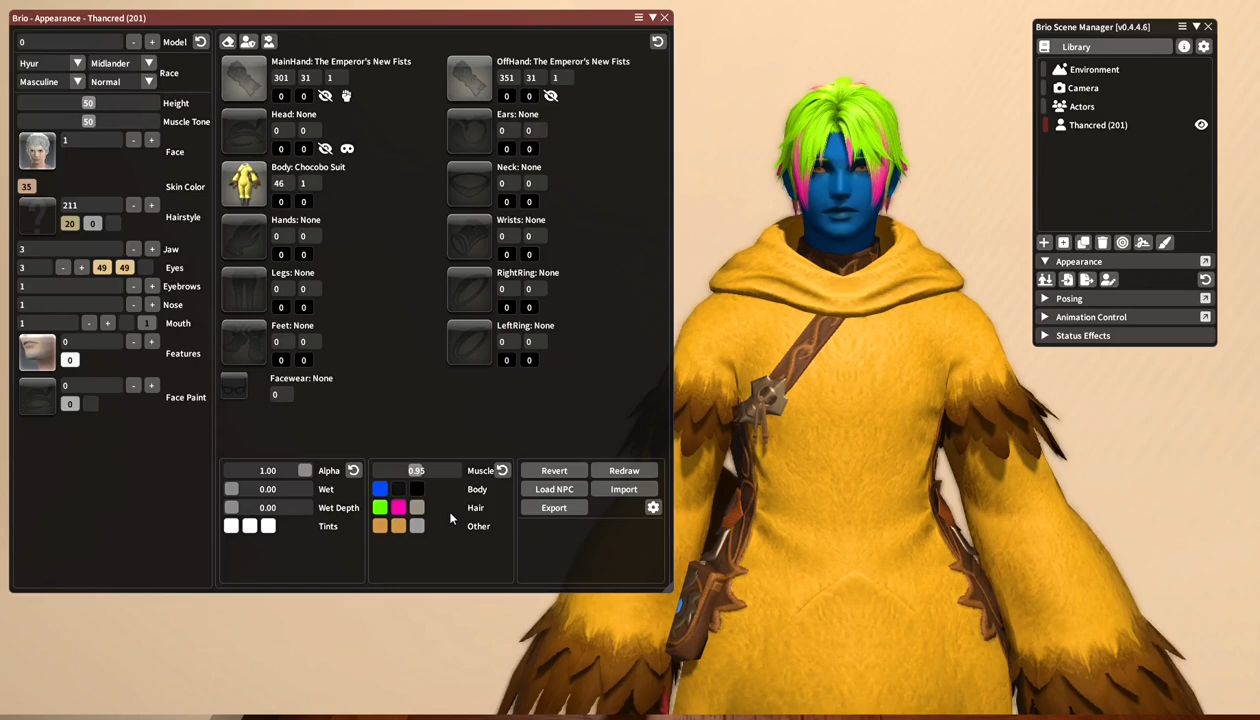 Brio - Appearance - Thancred (201)
0 - + Model
Hyur Midlander
Race
Masculine Normal
50 Height
50 Muscle Tone
1 - +
Face
35 Skin Color
211 - +
Hairstyle
20 0
3 - + Jaw
3 - + 49 49 Eyes
1 - + Eyebrows
1 - + Nose
1 - + 1 Mouth
0 - +
Features
0
0 - +
Face Paint
0
MainHand: The Emperor's New Fists
301 31 1
0 0
OffHand: The Emperor's New Fists
351 31 1
0 0
Head: None
0 0
0 0
Ears: None
0 0
0 0
Body: Chocobo Suit
46 1
0 0
Neck: None
0 0
0 0
Hands: None
0 0
0 0
Wrists: None
0 0
0 0
Legs: None
0 0
0 0
RightRing: None
0 0
0 0
Feet: None
0 0
0 0
LeftRing: None
0 0
0 0
Facewear: None
0
1.00 Alpha
0.00 Wet
0.00 Wet Depth
Tints
0.95 Muscle
Body
Hair
Other
Revert Redraw
Load NPC Import
Export
Brio Scene Manager [v0.4.4.6]
Library
Environment
Camera
Actors
Thancred (201)
Appearance
Posing
Animation Control
Status Effects